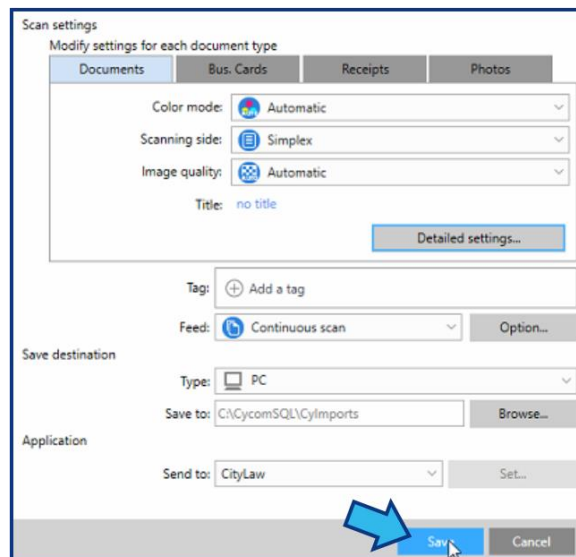 Scan settings
Modify settings for each document type
Documents Bus. Cards Receipts Photos
Color mode: Automatic
Scanning side: Simplex
Image quality: Automatic
Title: no title
Detailed settings...
Tag: Add a tag
Feed: Continuous scan Option...
Save destination
Type: PC
Save to: C:\CycomSQL\CyImports Browse...
Application
Send to: CityLaw Set...
Save Cancel